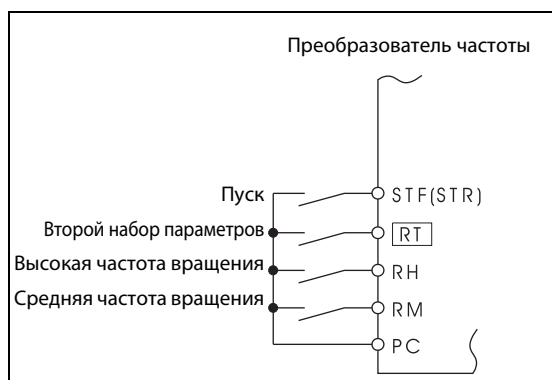 Преобразователь частоты
Пуск STF(STR)
Второй набор параметров RT
Высокая частота вращения RH
Средняя частота вращения RM
PC